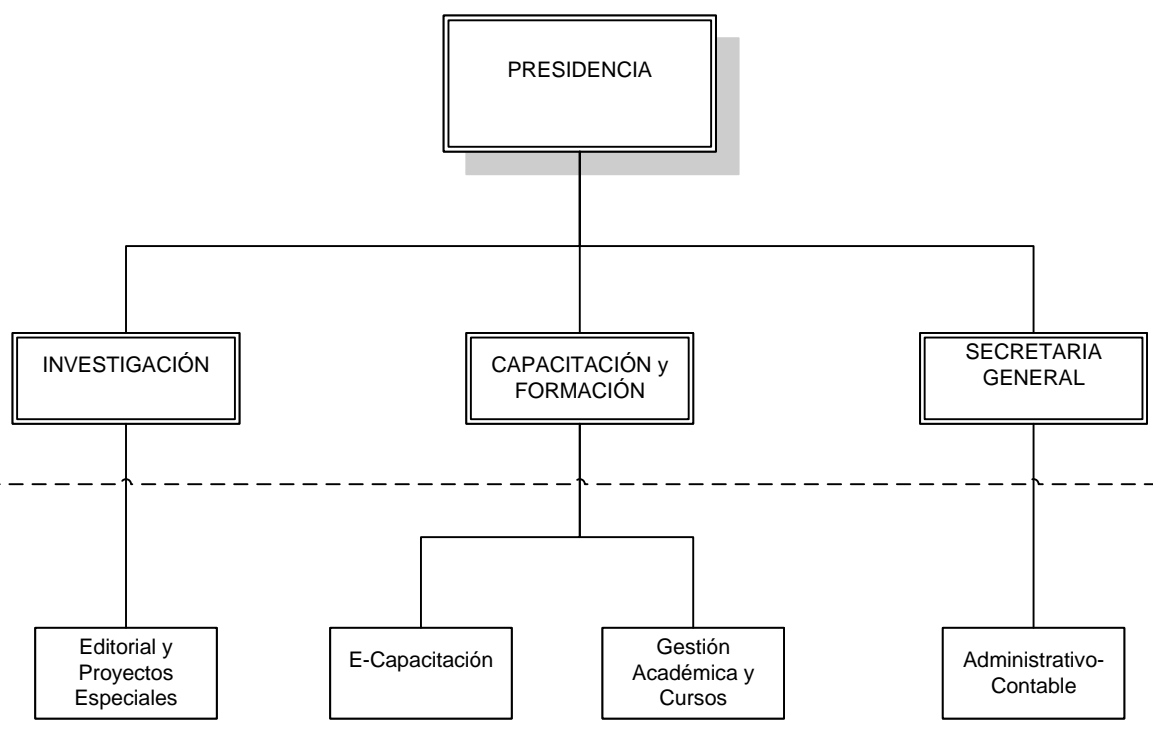 PRESIDENCIA
INVESTIGACIÓN
CAPACITACIÓN y
FORMACIÓN
SECRETARIA
GENERAL
Editorial y
Proyectos
Especiales
E-Capacitación
Gestión
Académica y
Cursos
Administrativo-
Contable